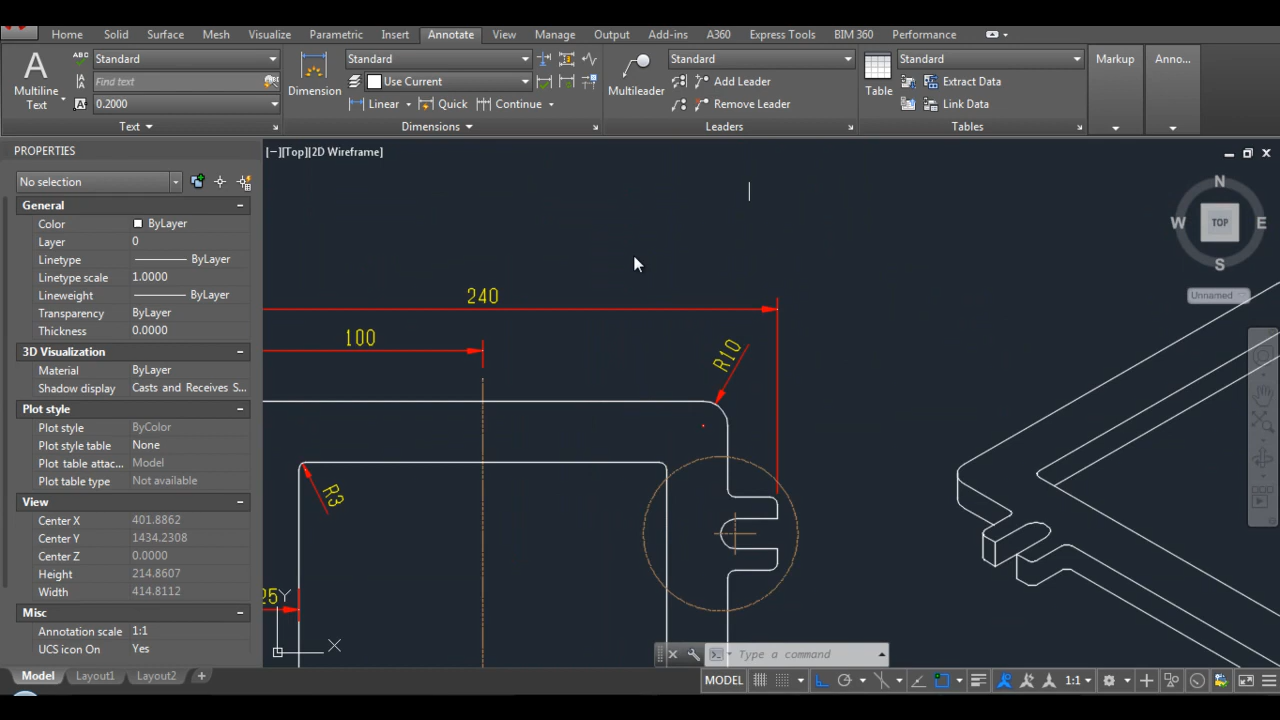 Home Insert Solid Surface Mesh Visualize Parametric Insert Annotate View Manage Output Add-ins A360 Express Tools BIM 360 Performance
Multiline Text
Standard
Find text
0.2000
Text
Dimension
Standard
Use Current
Linear Quick Continue
Dimensions
Multileader
Standard
Add Leader
Remove Leader
Leaders
Table
Standard
Extract Data
Link Data
Tables
Markup
Anno...
PROPERTIES
No selection
General
Color ByLayer
Layer 0
Linetype ByLayer
Linetype scale 1.0000
Lineweight ByLayer
Transparency ByLayer
Thickness 0.0000
3D Visualization
Material ByLayer
Shadow display Casts and Receives S...
Plot style
Plot style ByColor
Plot style table None
Plot table attac... Model
Plot table type Not available
View
Center X 401.8862
Center Y 1434.2308
Center Z 0.0000
Height 214.8607
Width 414.8112
Misc
Annotation scale 1:1
UCS icon On Yes
[−][Top][2D Wireframe]
N
W TOP E
S
Unnamed
240
100
R10
R3
25
Y
X
Type a command
Model Layout1 Layout2 +
MODEL
1:1